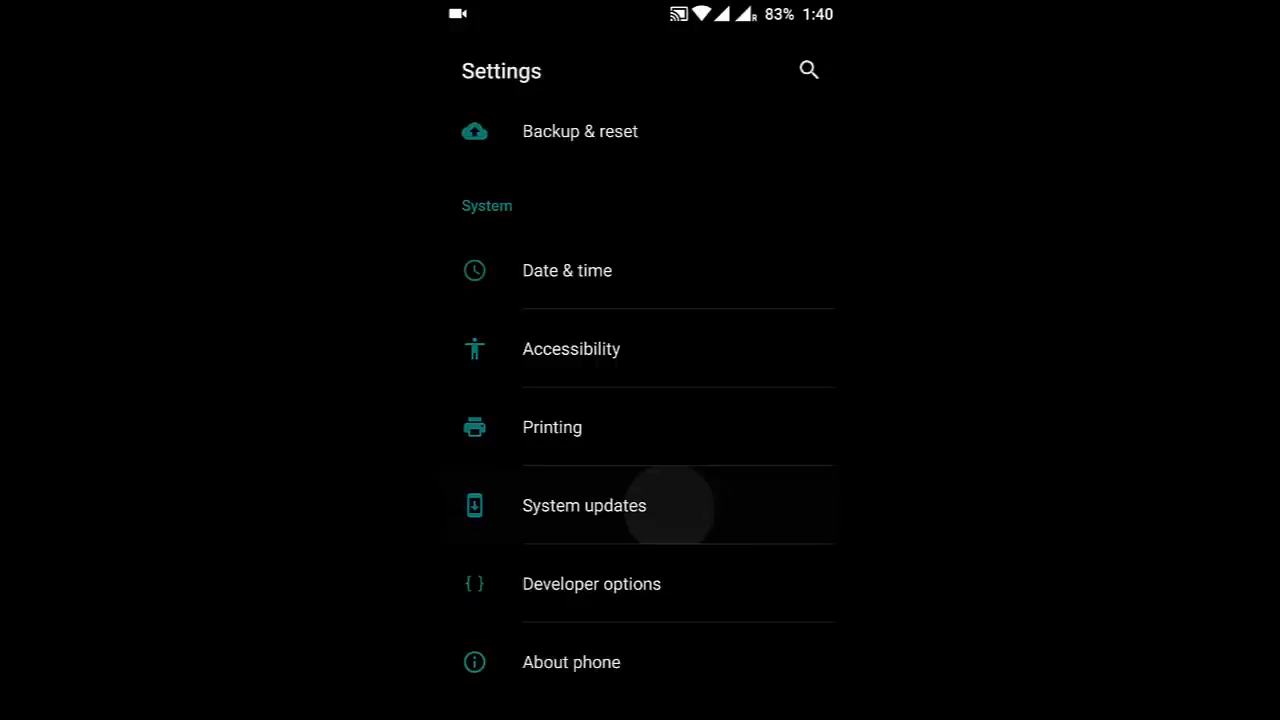 R 83% 1:40
Settings
Backup & reset
System
Date & time
Accessibility
Printing
System updates
{ } Developer options
About phone